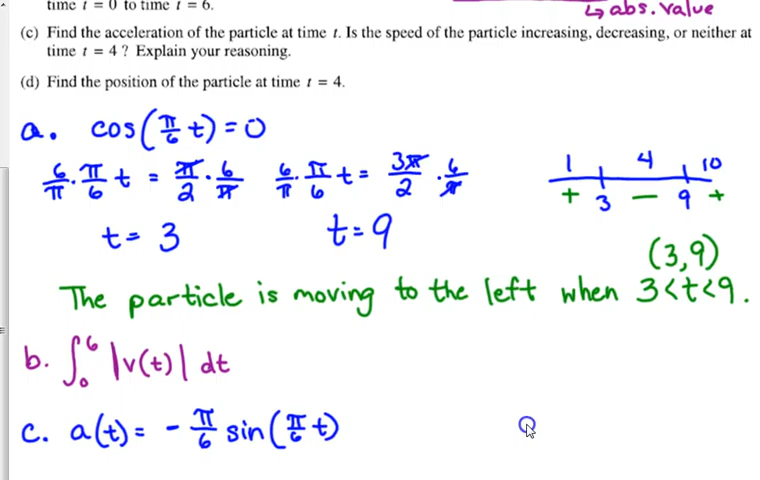 time t = 0 to time t = 6.
↳ abs. value
(c) Find the acceleration of the particle at time t. Is the speed of the particle increasing, decreasing, or neither at
time t = 4 ? Explain your reasoning.
(d) Find the position of the particle at time t = 4.
a. cos(π/6 t) = 0
6/π · π/6 t = π/2 · 6/π 6/π · π/6 t = 3π/2 · 6/π
1 4 10
+ 3 − 9 +
t = 3 t = 9
(3,9)
The particle is moving to the left when 3<t<9.
b. ∫₀⁶ |v(t)| dt
c. a(t) = - π/6 sin(π/6 t)